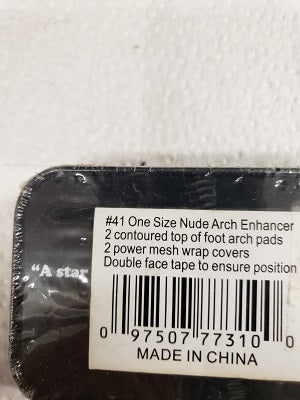 #41 One Size Nude Arch Enhancer
2 contoured top of foot arch pads
2 power mesh wrap covers
"A star
Double face tape to ensure position
0 97507 77310 0
MADE IN CHINA